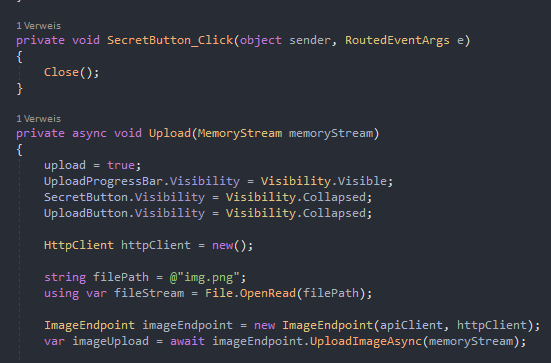 1 Verweis
private void SecretButton_Click(object sender, RoutedEventArgs e)
{
Close();
}
1 Verweis
private async void Upload(MemoryStream memoryStream)
{
upload = true;
UploadProgressBar.Visibility = Visibility.Visible;
SecretButton.Visibility = Visibility.Collapsed;
UploadButton.Visibility = Visibility.Collapsed;
HttpClient httpClient = new();
string filePath = @"img.png";
using var fileStream = File.OpenRead(filePath);
ImageEndpoint imageEndpoint = new ImageEndpoint(apiClient, httpClient);
var imageUpload = await imageEndpoint.UploadImageAsync(memoryStream);